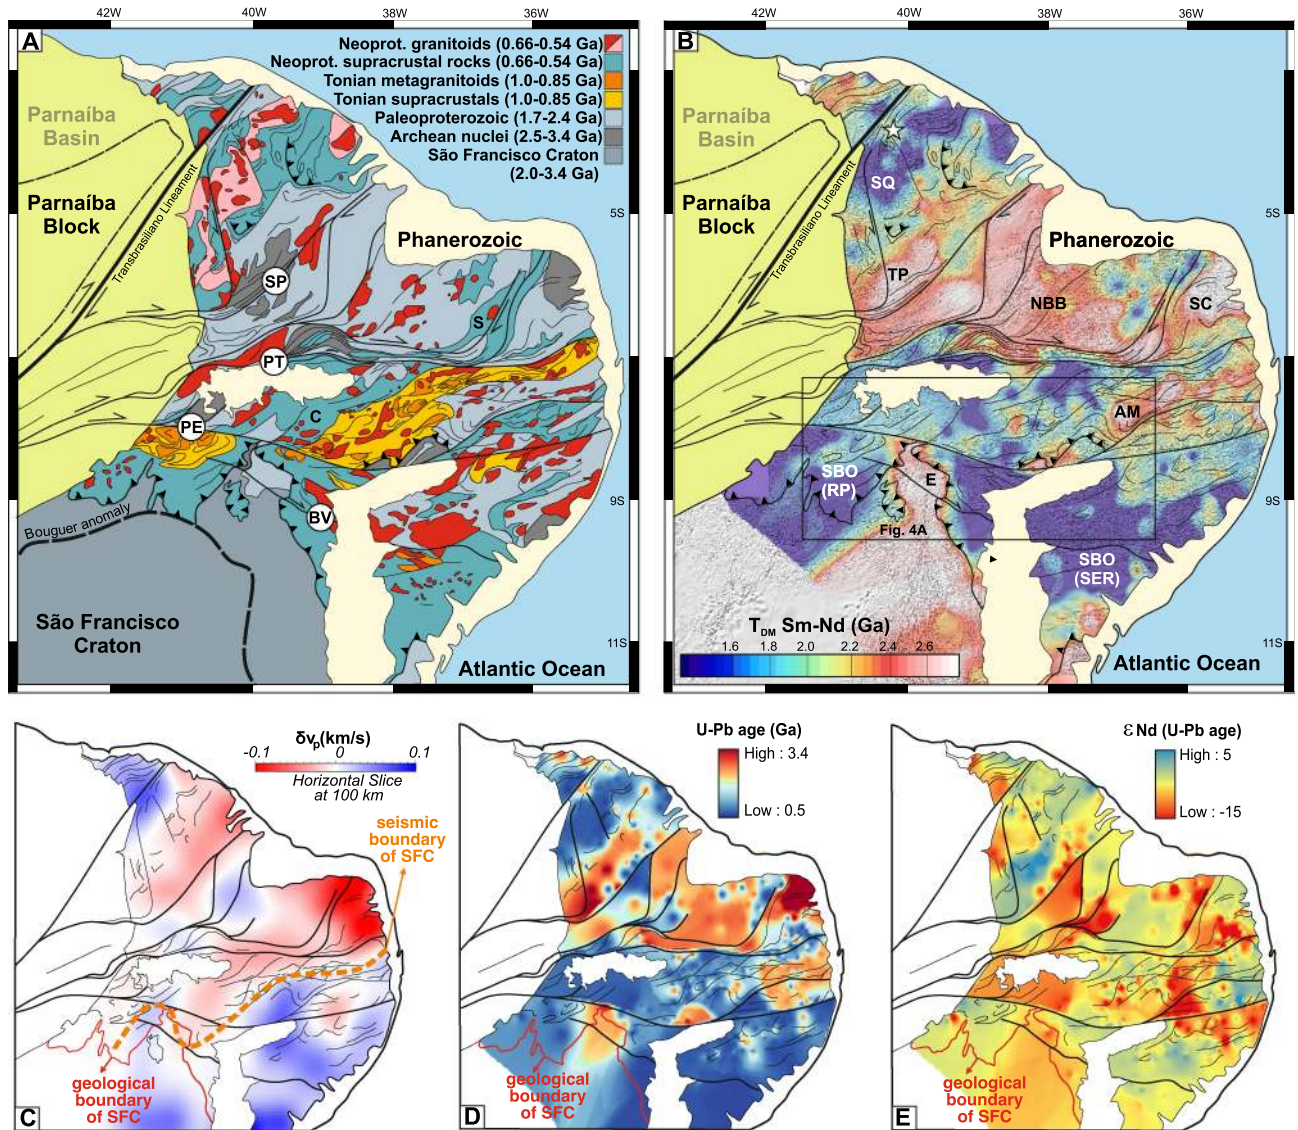 42W
40W
38W
36W
A
Neoprot. granitoids (0.66-0.54 Ga)
Neoprot. supracrustal rocks (0.66-0.54 Ga)
Tonian metagranitoids (1.0-0.85 Ga)
Tonian supracrustals (1.0-0.85 Ga)
Paleoproterozoic (1.7-2.4 Ga)
Archean nuclei (2.5-3.4 Ga)
São Francisco Craton
(2.0-3.4 Ga)
Parnaíba
Basin
Parnaíba
Block
Transbrasiliano Lineament
Phanerozoic
SP
S
PT
C
PE
BV
Bouguer anomaly
São Francisco
Craton
Atlantic Ocean
5S
9S
11S
42W
40W
38W
36W
B
Parnaíba
Basin
Parnaíba
Block
Transbrasiliano Lineament
SQ
Phanerozoic
TP
NBB
SC
AM
SBO
(RP)
E
Fig. 4A
SBO
(SER)
TDM Sm-Nd (Ga)
1.6
1.8
2.0
2.2
2.4
2.6
Atlantic Ocean
δvp(km/s)
-0.1
0
0.1
Horizontal Slice
at 100 km
seismic
boundary
of SFC
geological
boundary
of SFC
C
U-Pb age (Ga)
High : 3.4
Low : 0.5
geological
boundary
of SFC
D
ε Nd (U-Pb age)
High : 5
Low : -15
geological
boundary
of SFC
E